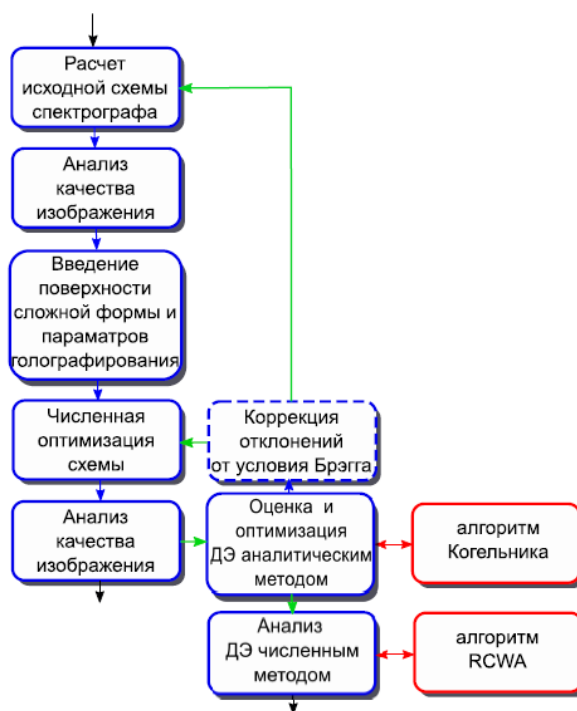 Расчет
исходной схемы
спектрографа
Анализ
качества
изображения
Введение
поверхности
сложной формы и
параматров
голографирования
Численная
оптимизация
схемы
Коррекция
отклонений
от условия Брэгга
Анализ
качества
изображения
Оценка и
оптимизация
ДЭ аналитическим
методом
алгоритм
Когельника
Анализ
ДЭ численным
методом
алгоритм
RCWA